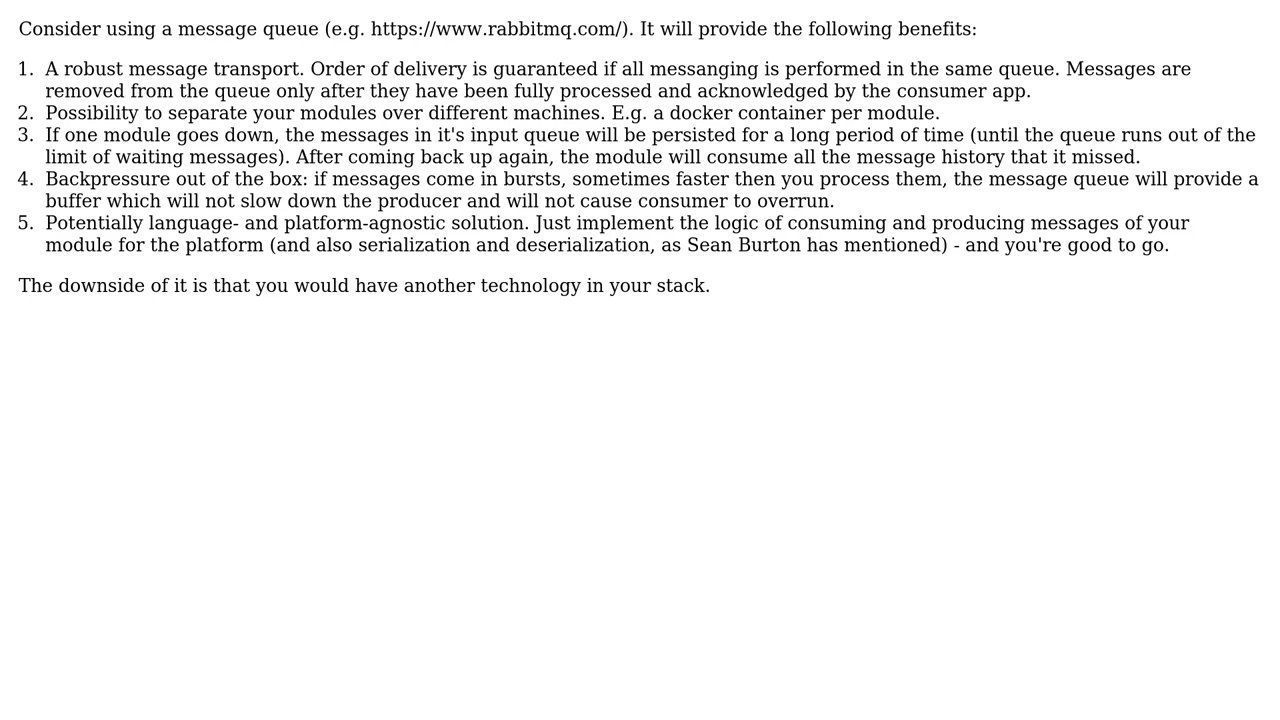 Consider using a message queue (e.g. https://www.rabbitmq.com/). It will provide the following benefits:
1. A robust message transport. Order of delivery is guaranteed if all messanging is performed in the same queue. Messages are
removed from the queue only after they have been fully processed and acknowledged by the consumer app.
2. Possibility to separate your modules over different machines. E.g. a docker container per module.
3. If one module goes down, the messages in it's input queue will be persisted for a long period of time (until the queue runs out of the
limit of waiting messages). After coming back up again, the module will consume all the message history that it missed.
4. Backpressure out of the box: if messages come in bursts, sometimes faster then you process them, the message queue will provide a
buffer which will not slow down the producer and will not cause consumer to overrun.
5. Potentially language- and platform-agnostic solution. Just implement the logic of consuming and producing messages of your
module for the platform (and also serialization and deserialization, as Sean Burton has mentioned) - and you're good to go.
The downside of it is that you would have another technology in your stack.